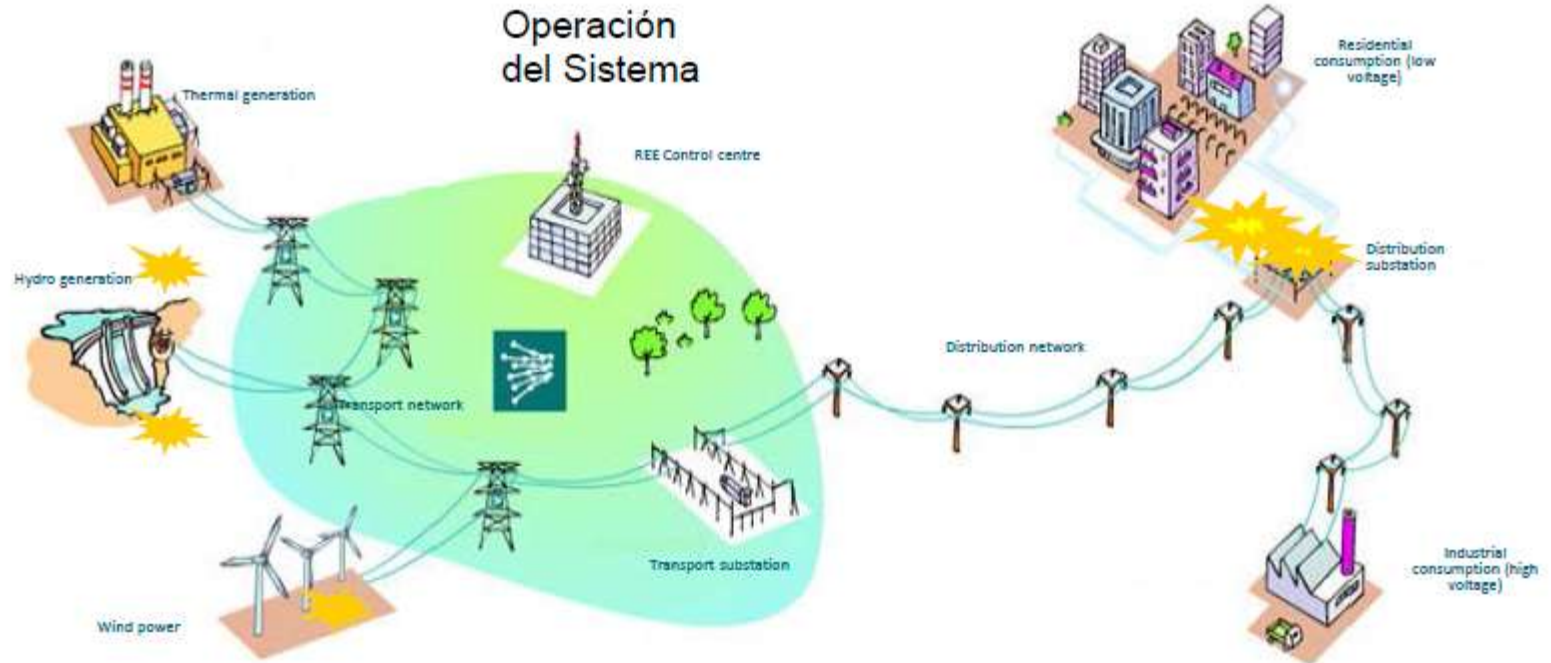 Operación
del Sistema
Thermal generation
REE Control centre
Residential
consumption (low
voltage)
Hydro generation
Distribution
substation
Distribution network
Transport network
Transport substation
Industrial
consumption (high
voltage)
Wind power